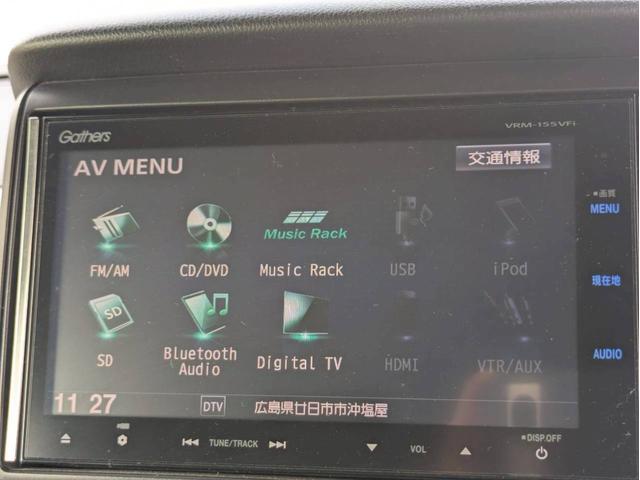 Gathers
VRM-155VFi
AV MENU
交通情報
画質
MENU
FM/AM
CD/DVD
Music Rack
Music Rack
USB
iPod
現在地
SD
Bluetooth
Audio
Digital TV
HDMI
VTR/AUX
AUDIO
11 27
DTV
広島県廿日市市沖塩屋
TUNE/TRACK
VOL
DISP.OFF